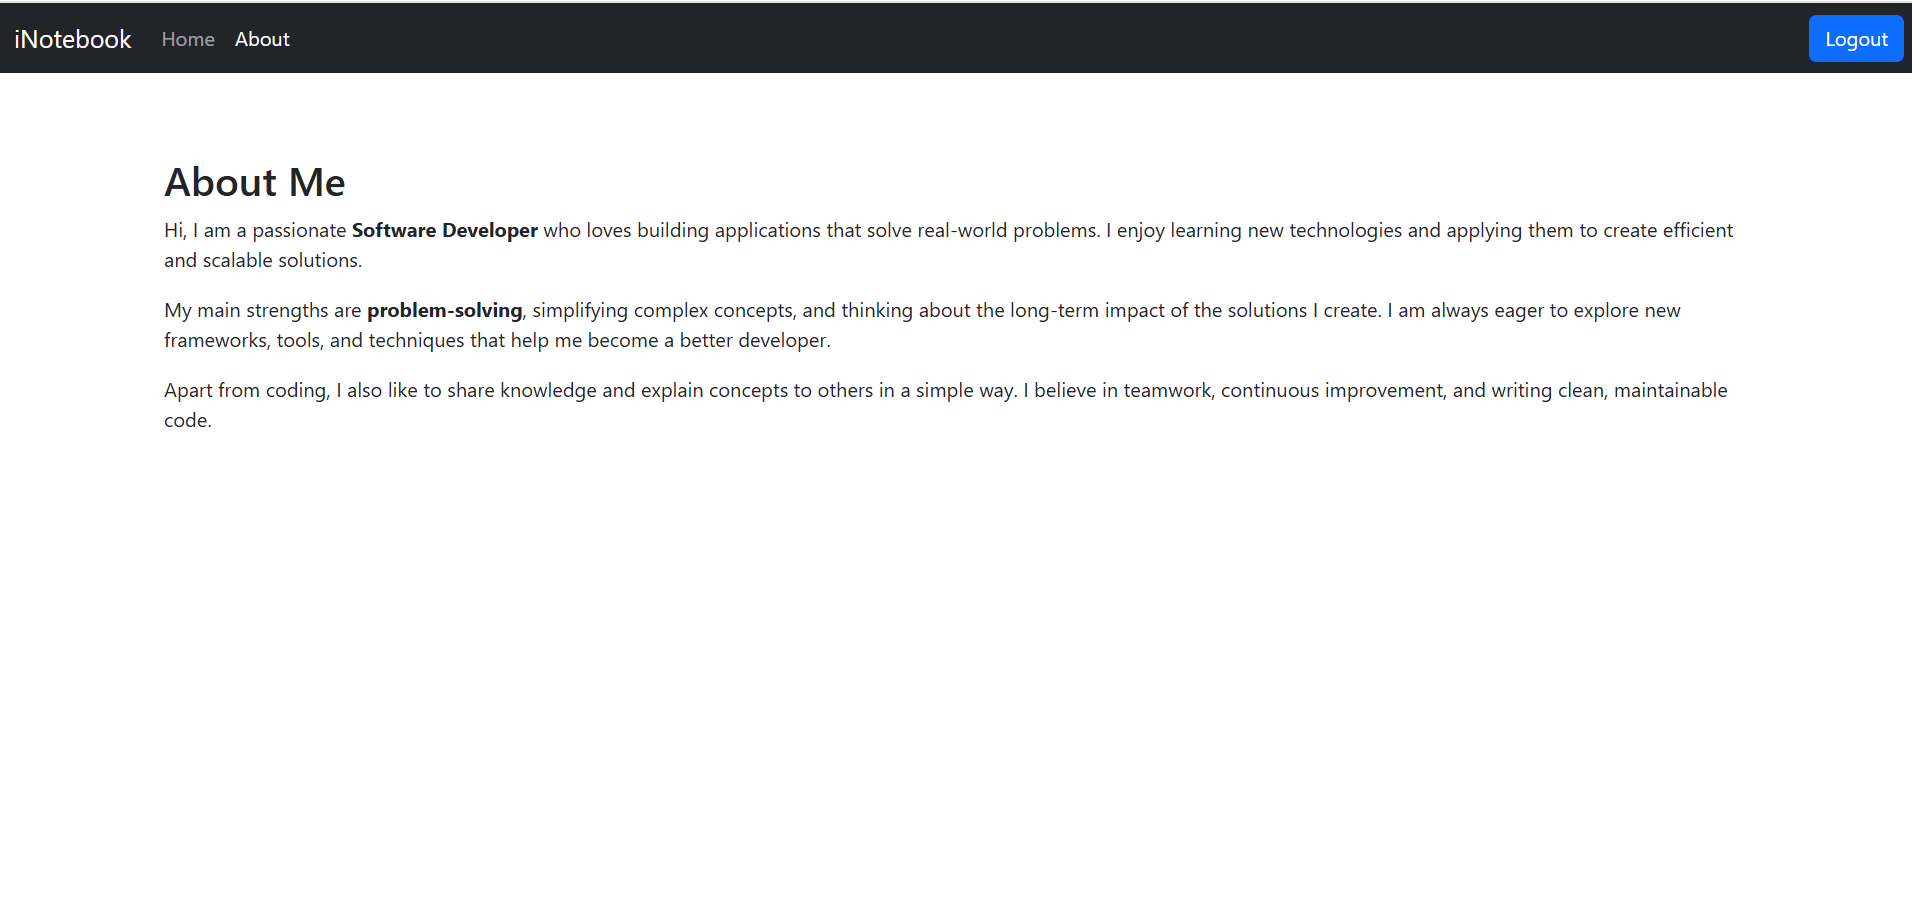 iNotebook Home About Logout
About Me
Hi, I am a passionate Software Developer who loves building applications that solve real-world problems. I enjoy learning new technologies and applying them to create efficient
and scalable solutions.
My main strengths are problem-solving, simplifying complex concepts, and thinking about the long-term impact of the solutions I create. I am always eager to explore new
frameworks, tools, and techniques that help me become a better developer.
Apart from coding, I also like to share knowledge and explain concepts to others in a simple way. I believe in teamwork, continuous improvement, and writing clean, maintainable
code.